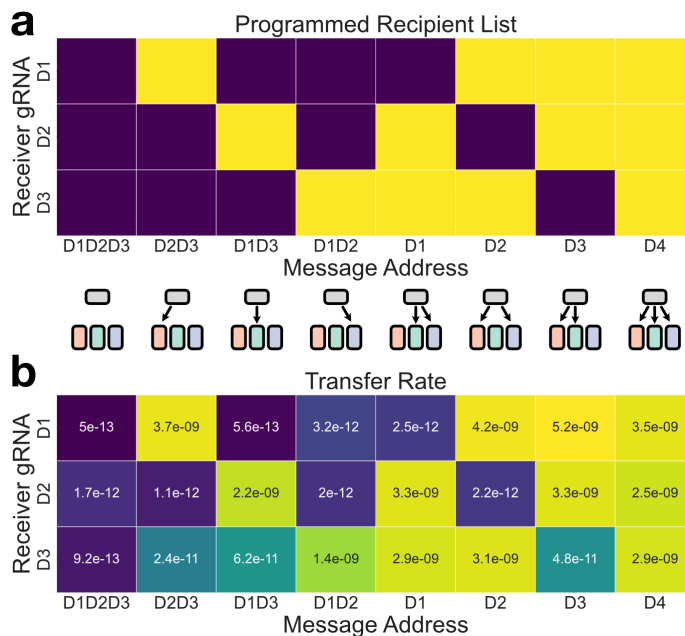 a
Programmed Recipient List
Receiver gRNA
D1
D2
D3
D1D2D3 D2D3 D1D3 D1D2 D1 D2 D3 D4
Message Address
b
Transfer Rate
Receiver gRNA
D1 5e-13 3.7e-09 5.6e-13 3.2e-12 2.5e-12 4.2e-09 5.2e-09 3.5e-09
D2 1.7e-12 1.1e-12 2.2e-09 2e-12 3.3e-09 2.2e-12 3.3e-09 2.5e-09
D3 9.2e-13 2.4e-11 6.2e-11 1.4e-09 2.9e-09 3.1e-09 4.8e-11 2.9e-09
D1D2D3 D2D3 D1D3 D1D2 D1 D2 D3 D4
Message Address